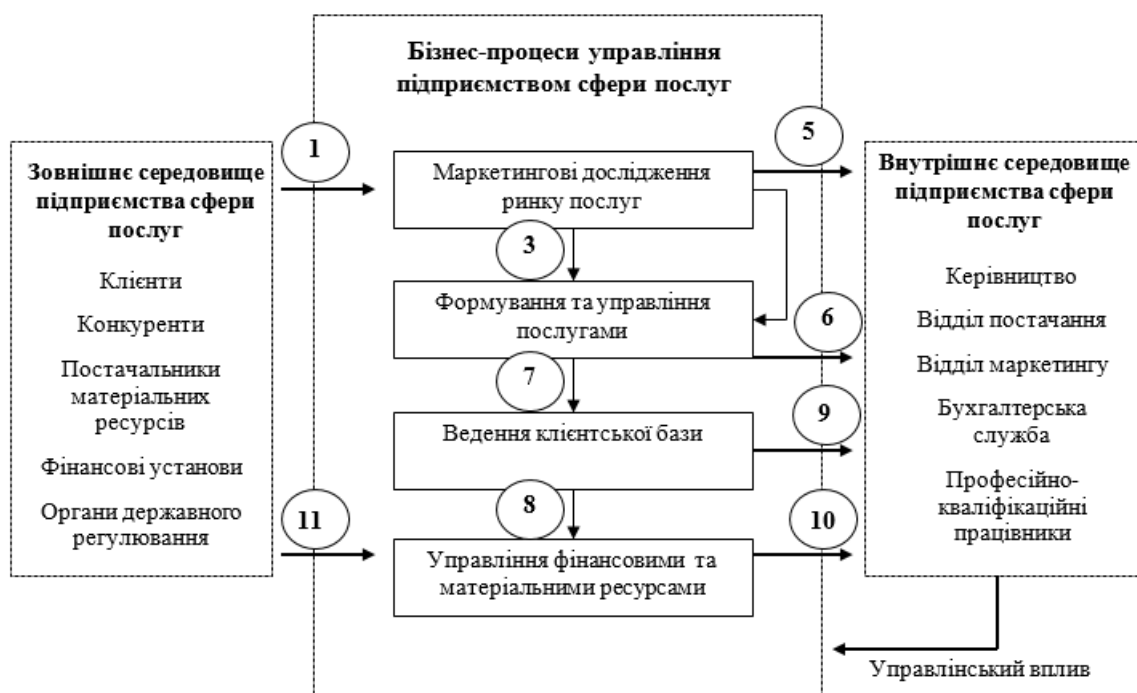 Бізнес-процеси управління
підприємством сфери послуг
1
5
Зовнішнє середовище
підприємства сфери
послуг
Клієнти
Конкуренти
Постачальники
матеріальних
ресурсів
Фінансові установи
Органи державного
регулювання
Маркетингові дослідження
ринку послуг
3
Формування та управління
послугами
6
7
Ведення клієнтської бази
9
8
11
10
Управління фінансовими та
матеріальними ресурсами
Внутрішнє середовище
підприємства сфери
послуг
Керівництво
Відділ постачання
Відділ маркетингу
Бухгалтерська
служба
Професійно-
кваліфікаційні
працівники
Управлінський вплив